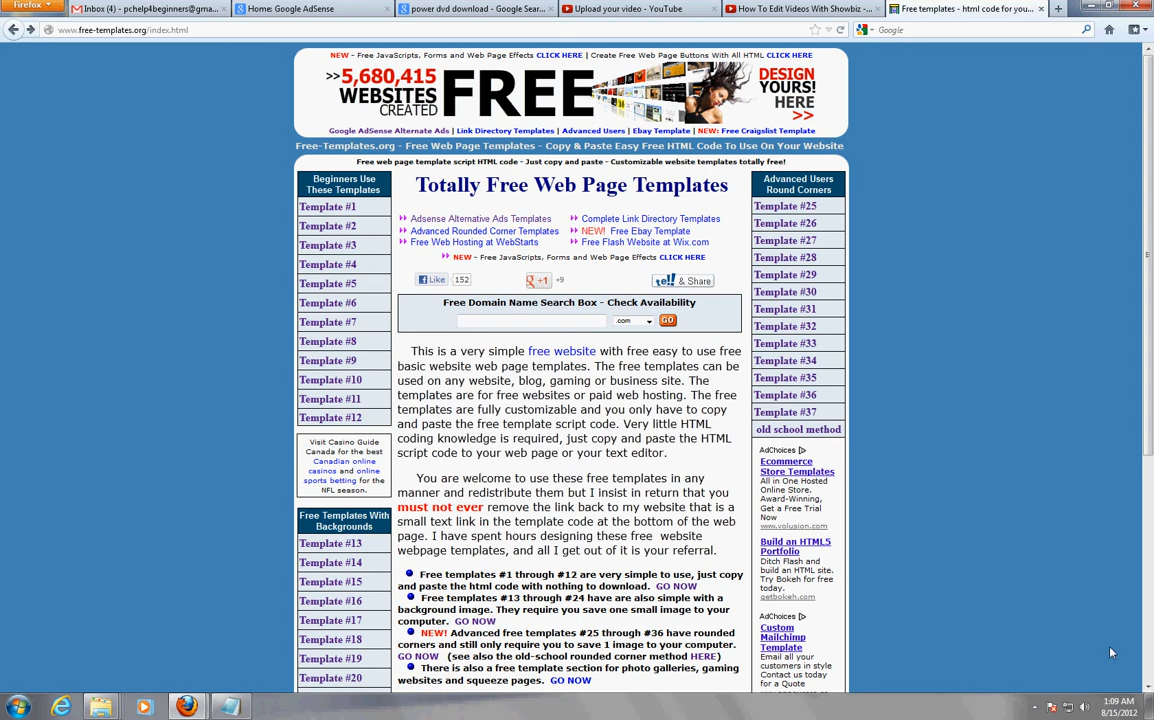 Firefox
Inbox (4) - pchelp4beginners@gma...
Home: Google AdSense
power dvd download - Google Sear...
Upload your video - YouTube
How To Edit Videos With Showbiz -...
Free templates - html code for you...
www.free-templates.org/index.html
Google
NEW - Free JavaScripts, Forms and Web Page Effects CLICK HERE | Create Free Web Page Buttons With All HTML CLICK HERE
>>5,680,415
WEBSITES
CREATED
FREE
DESIGN
YOURS!
HERE
>>
Google AdSense Alternate Ads | Link Directory Templates | Advanced Users | Ebay Template | NEW: Free Craigslist Template
Free-Templates.org - Free Web Page Templates - Copy & Paste Easy Free HTML Code To Use On Your Website
Free web page template script HTML code - Just copy and paste - Customizable website templates totally free!
Beginners Use
These Templates
Template #1
Template #2
Template #3
Template #4
Template #5
Template #6
Template #7
Template #8
Template #9
Template #10
Template #11
Template #12
Visit Casino Guide
Canada for the best
Canadian online
casinos and online
sports betting for the
NFL season.
Free Templates With
Backgrounds
Template #13
Template #14
Template #15
Template #16
Template #17
Template #18
Template #19
Template #20
Totally Free Web Page Templates
Adsense Alternative Ads Templates
Complete Link Directory Templates
Advanced Rounded Corner Templates
NEW! Free Ebay Template
Free Web Hosting at WebStarts
Free Flash Website at Wix.com
NEW - Free JavaScripts, Forms and Web Page Effects CLICK HERE
Like 152
+1 +9
tell! & Share
Free Domain Name Search Box - Check Availability
.com
GO
This is a very simple free website with free easy to use free
basic website web page templates. The free templates can be
used on any website, blog, gaming or business site. The
templates are for free websites or paid web hosting. The free
templates are fully customizable and you only have to copy
and paste the free template script code. Very little HTML
coding knowledge is required, just copy and paste the HTML
script code to your web page or your text editor.
You are welcome to use these free templates in any
manner and redistribute them but I insist in return that you
must not ever remove the link back to my website that is a
small text link in the template code at the bottom of the web
page. I have spent hours designing these free website
webpage templates, and all I get out of it is your referral.
Free templates #1 through #12 are very simple to use, just copy
and paste the html code with nothing to download. GO NOW
Free templates #13 through #24 have are also simple with a
background image. They require you save one small image to your
computer. GO NOW
NEW! Advanced free templates #25 through #36 have rounded
corners and still only require you to save 1 image to your computer.
GO NOW (see also the old-school rounded corner method HERE)
There is also a free template section for photo galleries, gaming
websites and squeeze pages. GO NOW
Advanced Users
Round Corners
Template #25
Template #26
Template #27
Template #28
Template #29
Template #30
Template #31
Template #32
Template #33
Template #34
Template #35
Template #36
Template #37
old school method
AdChoices
Ecommerce
Store Templates
All in One Hosted
Online Store.
Award-Winning,
Get a Free Trial
Now
www.volusion.com
Build an HTML5
Portfolio
Ditch Flash and
build an HTML site.
Try Bokeh for free
today.
getbokeh.com
AdChoices
Custom
Mailchimp
Template
Email all your
customers in style
Contact us today
for a Quote
1:09 AM
8/15/2012